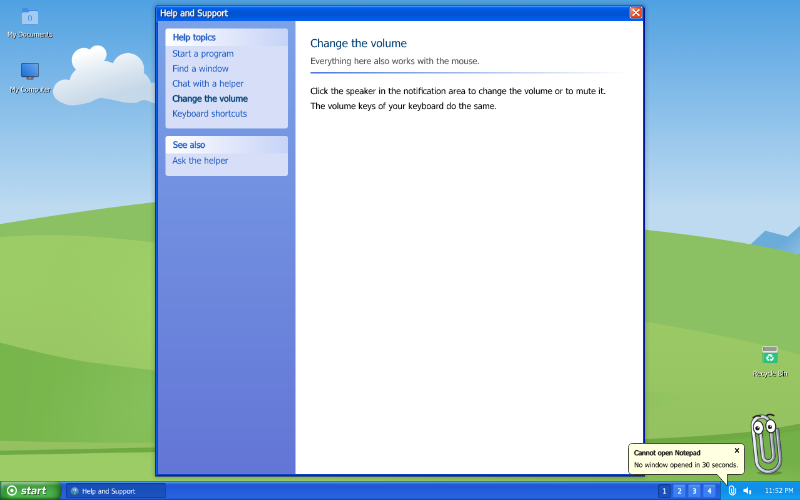 Help and Support
My Documents
My Computer
Help topics
Start a program
Find a window
Chat with a helper
Change the volume
Keyboard shortcuts
See also
Ask the helper
Change the volume
Everything here also works with the mouse.
Click the speaker in the notification area to change the volume or to mute it.
The volume keys of your keyboard do the same.
Recycle Bin
Cannot open Notepad
No window opened in 30 seconds.
start
Help and Support
1 2 3 4
11:52 PM